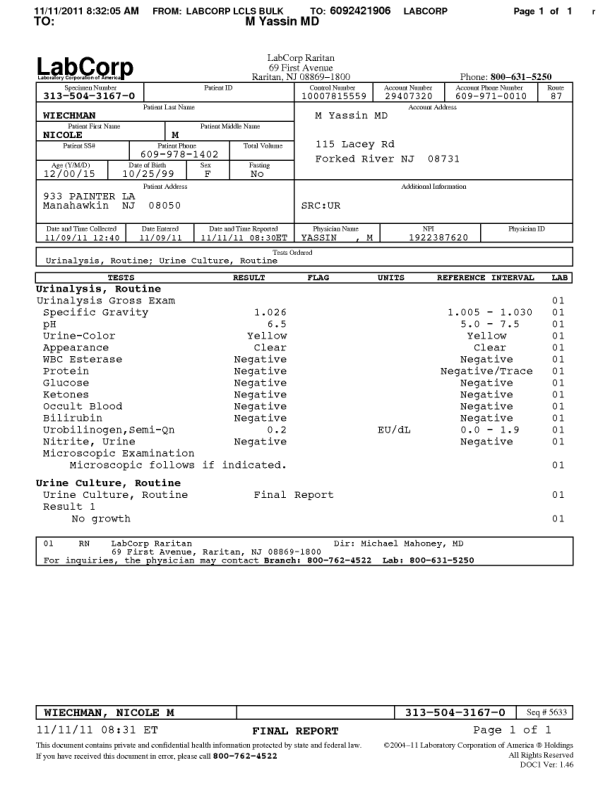 11/11/2011 8:32:05 AM FROM: LABCORP LCLS BULK TO: 6092421906 LABCORP Page 1 of 1 r
TO: M Yassin MD
LabCorp
Laboratory Corporation of America
LabCorp Raritan
69 First Avenue
Raritan, NJ 08869-1800 Phone: 800-631-5250
Specimen Number Patient ID Control Number Account Number Account Phone Number Route
313-504-3167-0 10007815559 29407320 609-971-0010 87
Patient Last Name Account Address
WIECHMAN M Yassin MD
Patient First Name Patient Middle Name
NICOLE M
Patient SS# Patient Phone Total Volume 115 Lacey Rd
609-978-1402 Forked River NJ 08731
Age (Y/M/D) Date of Birth Sex Fasting
12/00/15 10/25/99 F No
Patient Address Additional Information
933 PAINTER LA
Manahawkin NJ 08050 SRC:UR
Date and Time Collected Date Entered Date and Time Reported Physician Name NPI Physician ID
11/09/11 12:40 11/09/11 11/11/11 08:30ET YASSIN , M 1922387620
Tests Ordered
Urinalysis, Routine; Urine Culture, Routine
TESTS RESULT FLAG UNITS REFERENCE INTERVAL LAB
Urinalysis, Routine
Urinalysis Gross Exam 01
Specific Gravity 1.026 1.005 - 1.030 01
pH 6.5 5.0 - 7.5 01
Urine-Color Yellow Yellow 01
Appearance Clear Clear 01
WBC Esterase Negative Negative 01
Protein Negative Negative/Trace 01
Glucose Negative Negative 01
Ketones Negative Negative 01
Occult Blood Negative Negative 01
Bilirubin Negative Negative 01
Urobilinogen,Semi-Qn 0.2 EU/dL 0.0 - 1.9 01
Nitrite, Urine Negative Negative 01
Microscopic Examination
Microscopic follows if indicated. 01
Urine Culture, Routine
Urine Culture, Routine Final Report 01
Result 1
No growth 01
01 RN LabCorp Raritan Dir: Michael Mahoney, MD
69 First Avenue, Raritan, NJ 08869-1800
For inquiries, the physician may contact Branch: 800-762-4522 Lab: 800-631-5250
WIECHMAN, NICOLE M 313-504-3167-0 Seq # 5633
11/11/11 08:31 ET FINAL REPORT Page 1 of 1
This document contains private and confidential health information protected by state and federal law. ©2004-11 Laboratory Corporation of America ® Holdings
If you have received this document in error, please call 800-762-4522 All Rights Reserved
DOC1 Ver: 1.46